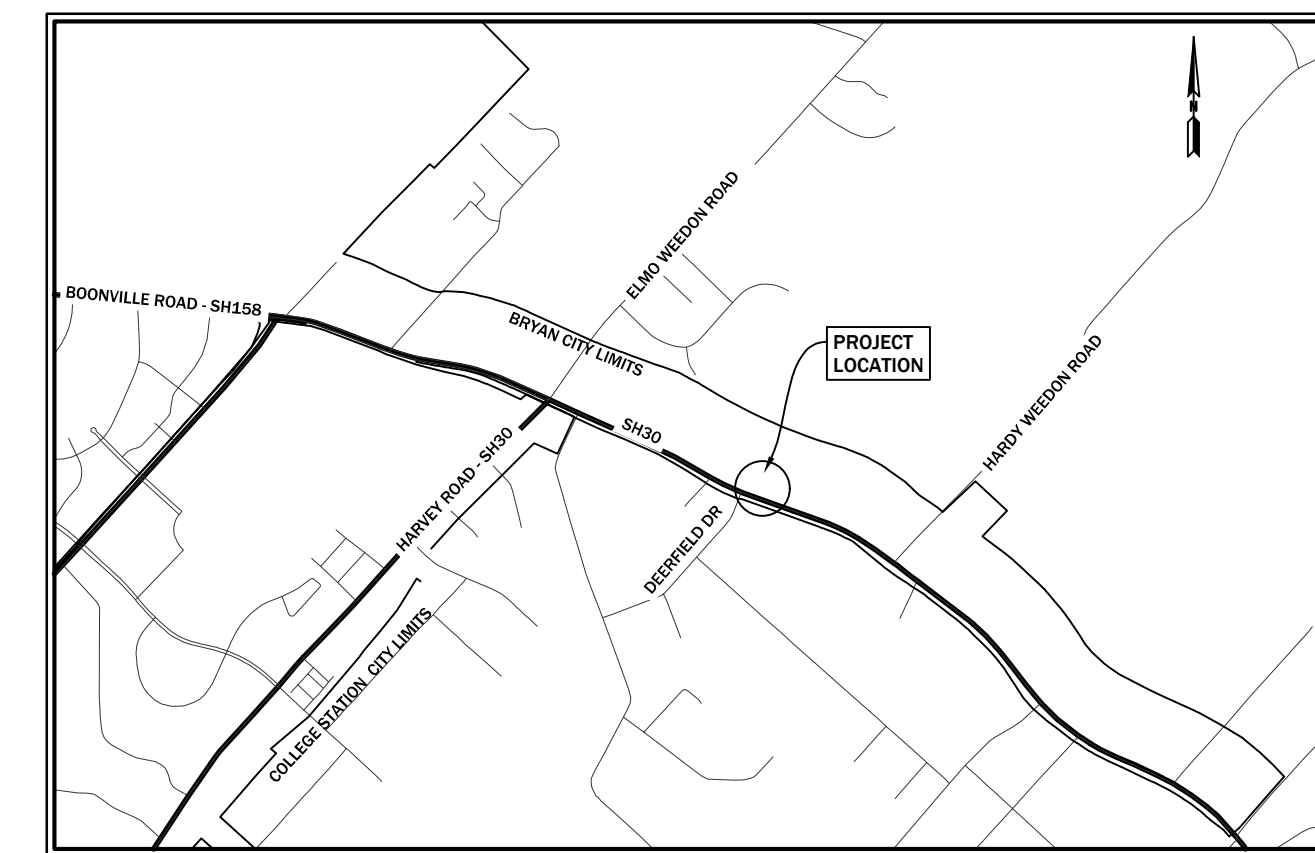 N
ELMO WEEDON ROAD
BOONVILLE ROAD - SH158
BRYAN CITY LIMITS
PROJECT
LOCATION
HARDY WEEDON ROAD
SH30
HARVEY ROAD - SH30
DEERFIELD DR
COLLEGE STATION CITY LIMITS